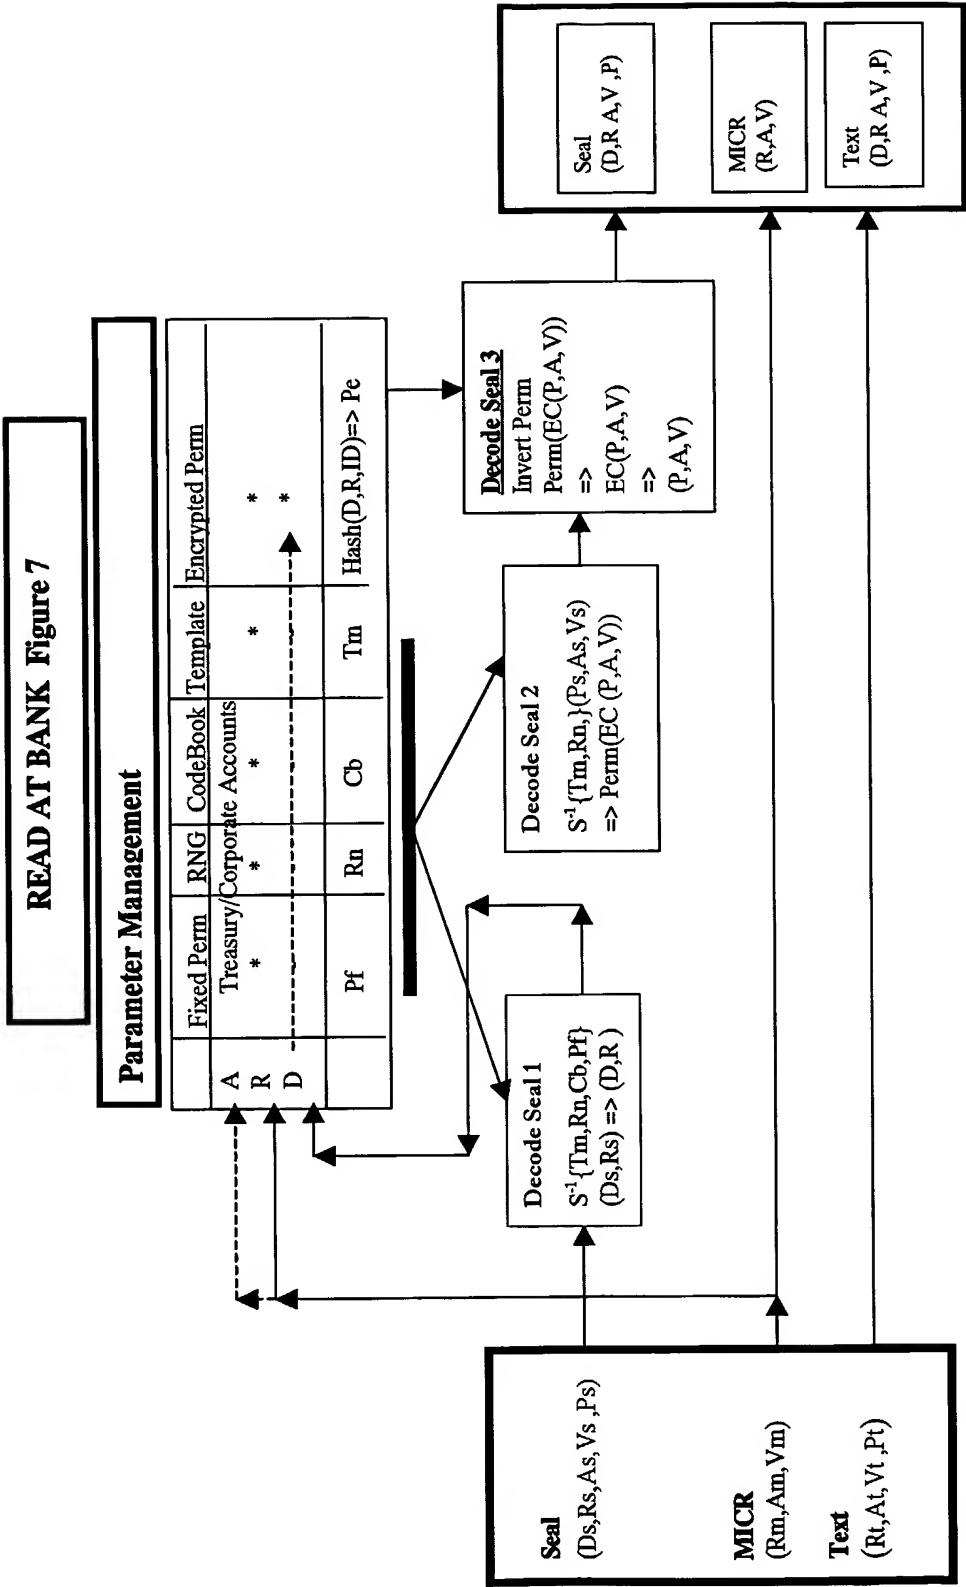 READ AT BANK Figure 7
Parameter Management
Fixed Perm RNG CodeBook Template Encrypted Perm
A Treasury/Corporate Accounts
R * * * * *
D *
Pf Rn Cb Tm Hash(D,R,ID)=> Pe
Seal
(Ds,Rs,As,Vs ,Ps)
MICR
(Rm,Am,Vm)
Text
(Rt,At,Vt ,Pt)
Decode Seal 1
S⁻¹{Tm,Rn,Cb,Pf}
(Ds,Rs) => (D,R )
Decode Seal 2
S⁻¹{Tm,Rn,}(Ps,As,Vs)
=> Perm(EC (P,A,V))
Decode Seal 3
Invert Perm
Perm(EC(P,A,V))
=>
EC(P,A,V)
=>
(P,A,V)
Seal
(D,R A,V ,P)
MICR
(R,A,V)
Text
(D,R A,V ,P)